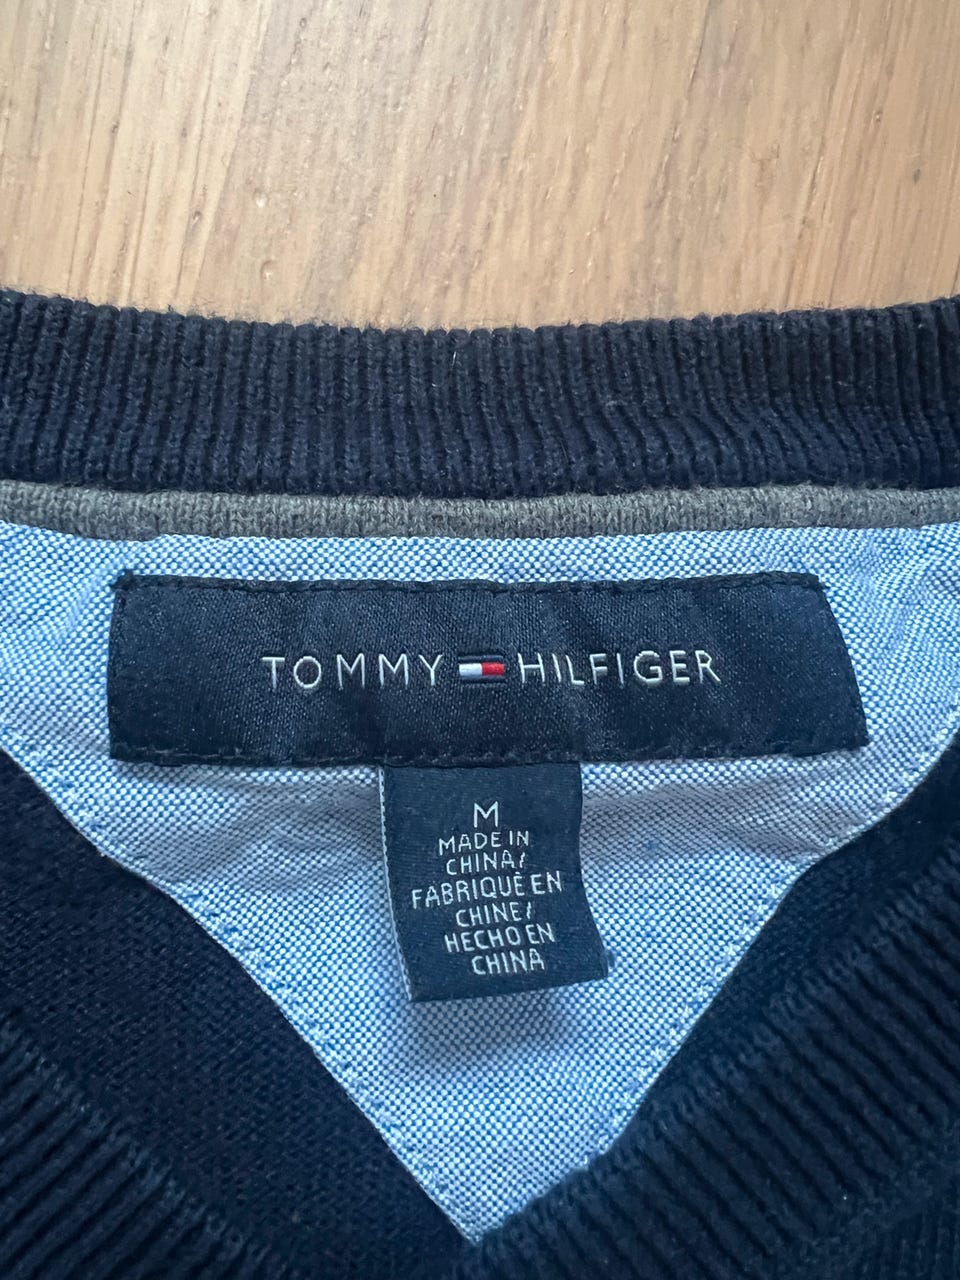 TOMMY HILFIGER
M
MADE IN
CHINA/
FABRIQUÉ EN
CHINE/
HECHO EN
CHINA